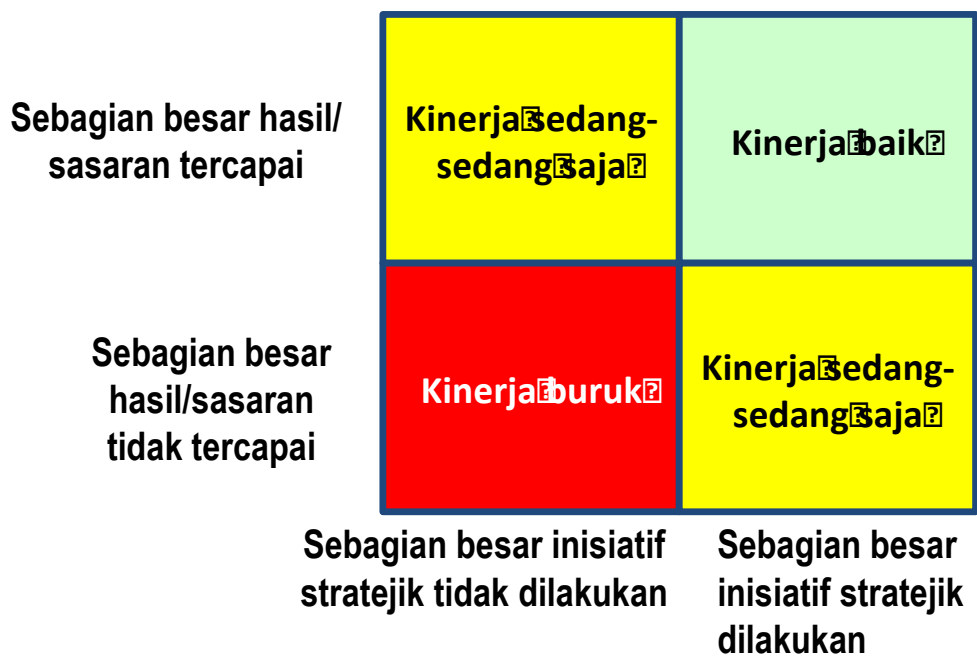 Sebagian besar hasil/
sasaran tercapai
Kinerja⍰sedang-
sedang⍰saja⍰
Kinerja⍰baik⍰
Sebagian besar
hasil/sasaran
tidak tercapai
Kinerja⍰buruk⍰
Kinerja⍰sedang-
sedang⍰saja⍰
Sebagian besar inisiatif
stratejik tidak dilakukan
Sebagian besar
inisiatif stratejik
dilakukan